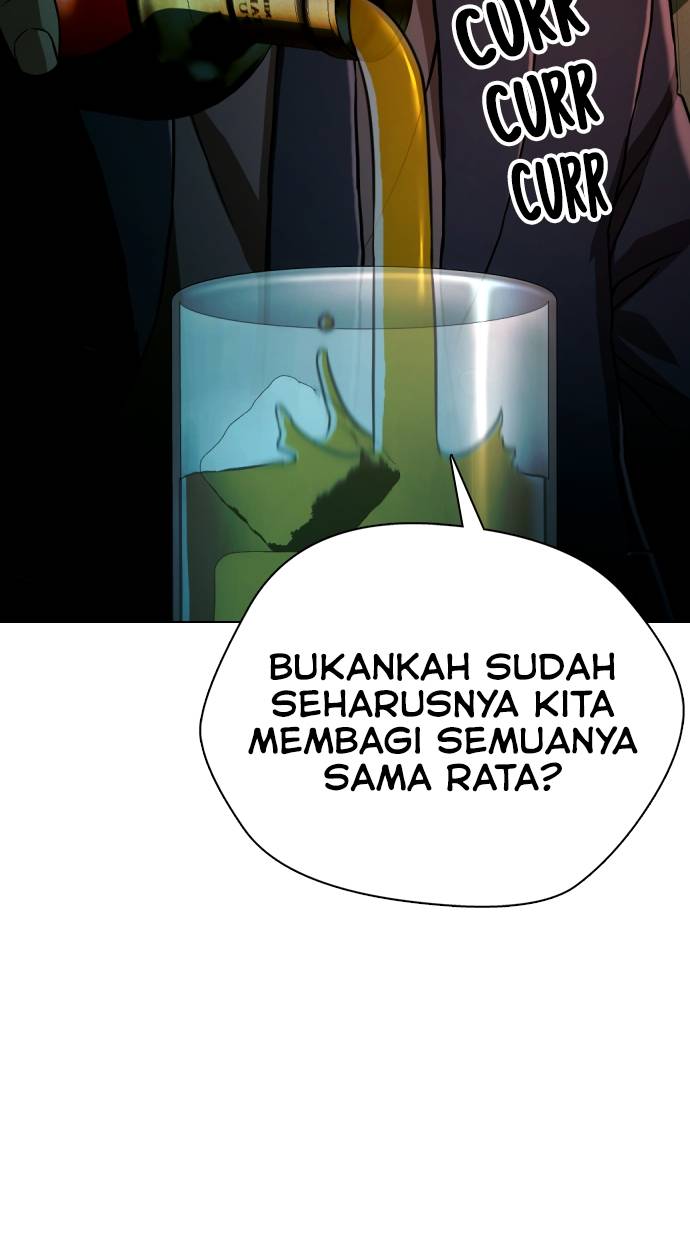 CURR
CURR
CURR
BUKANKAH SUDAH
SEHARUSNYA KITA
MEMBAGI SEMUANYA
SAMA RATA?